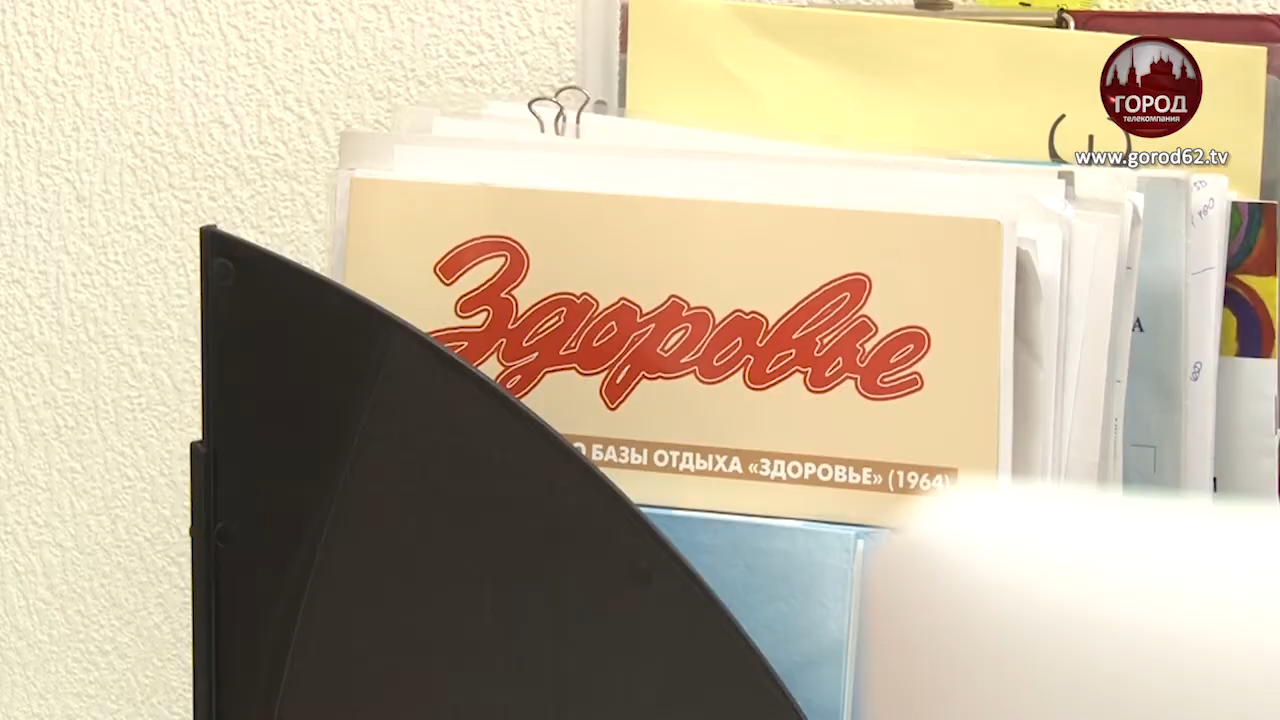 ГОРОД
телекомпания
www.gorod62.tv
Здоровье
БАЗЫ ОТДЫХА «ЗДОРОВЬЕ» (1964)
А